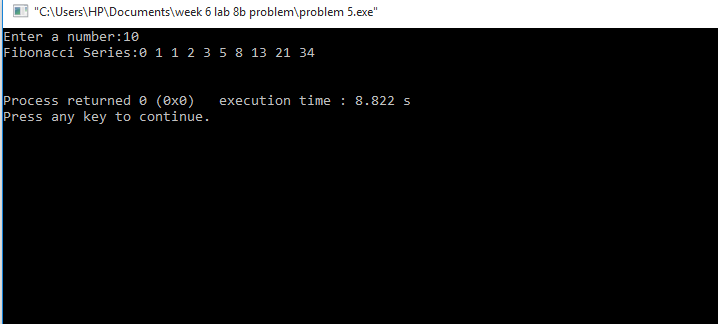 "C:\Users\HP\Documents\week 6 lab 8b problem\problem 5.exe"
Enter a number:10
Fibonacci Series:0 1 1 2 3 5 8 13 21 34
Process returned 0 (0x0)   execution time : 8.822 s
Press any key to continue.